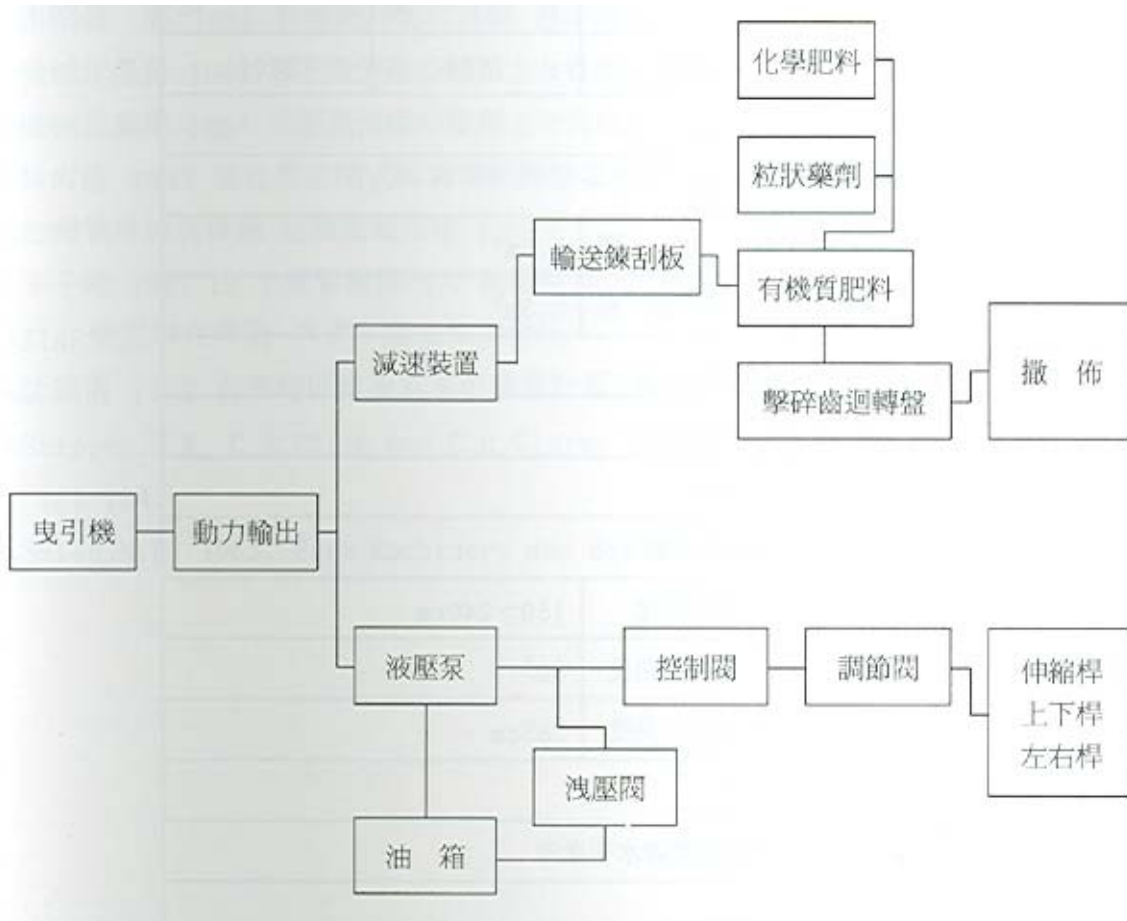 化學肥料
粒狀藥劑
輸送鍊刮板
有機質肥料
減速裝置
擊碎齒迴轉盤
撒 佈
曳引機
動力輸出
液壓泵
控制閥
調節閥
伸縮桿
上下桿
左右桿
洩壓閥
油 箱